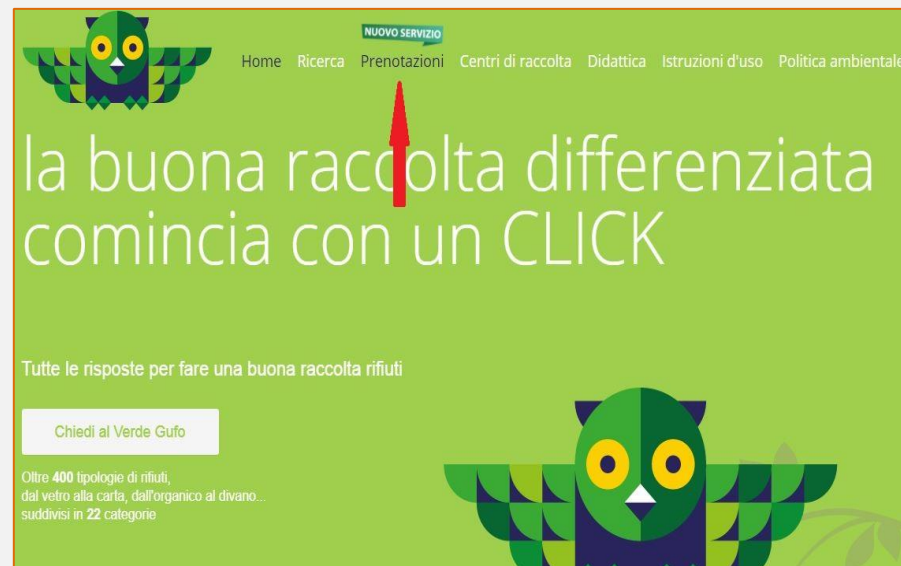 NUOVO SERVIZIO
Home Ricerca Prenotazioni Centri di raccolta Didattica Istruzioni d'uso Politica ambientale
la buona raccolta differenziata
comincia con un CLICK
Tutte le risposte per fare una buona raccolta rifiuti
Chiedi al Verde Gufo
Oltre 400 tipologie di rifiuti,
dal vetro alla carta, dall'organico al divano...
suddivisi in 22 categorie